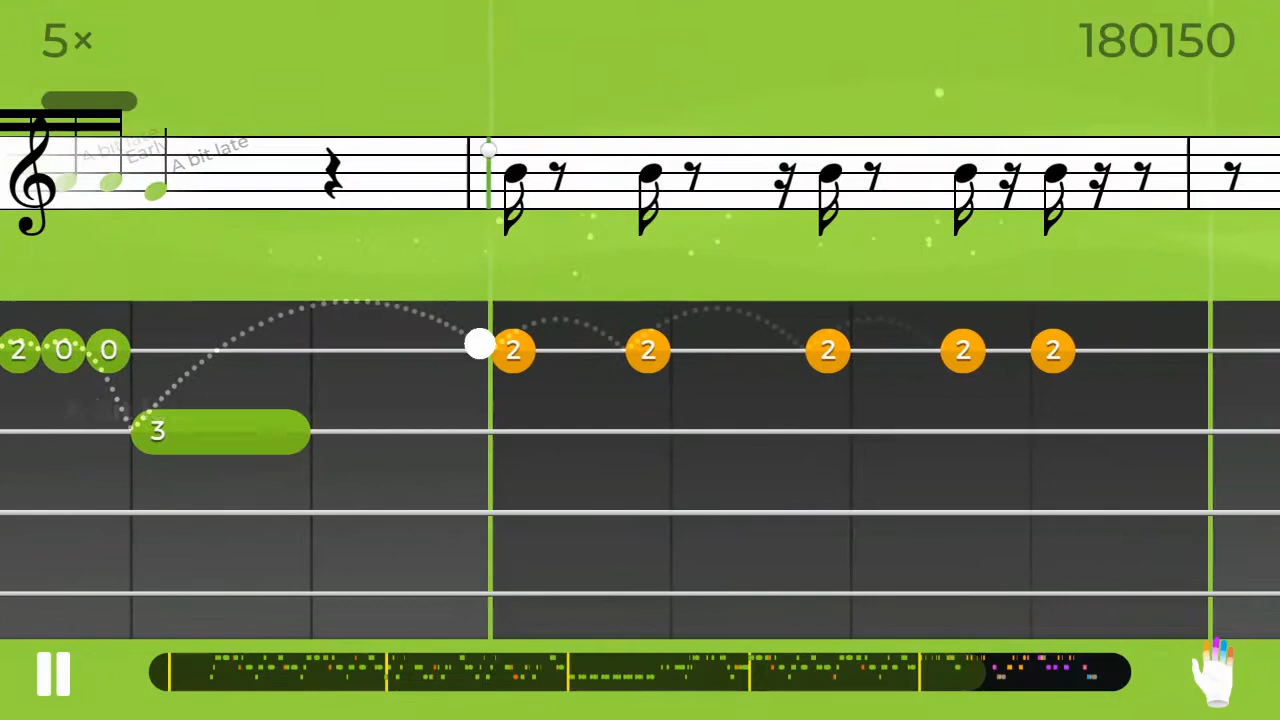 5×
180150
A bit late
Early
A bit late
2 0 0 2 2 2 2 2
3